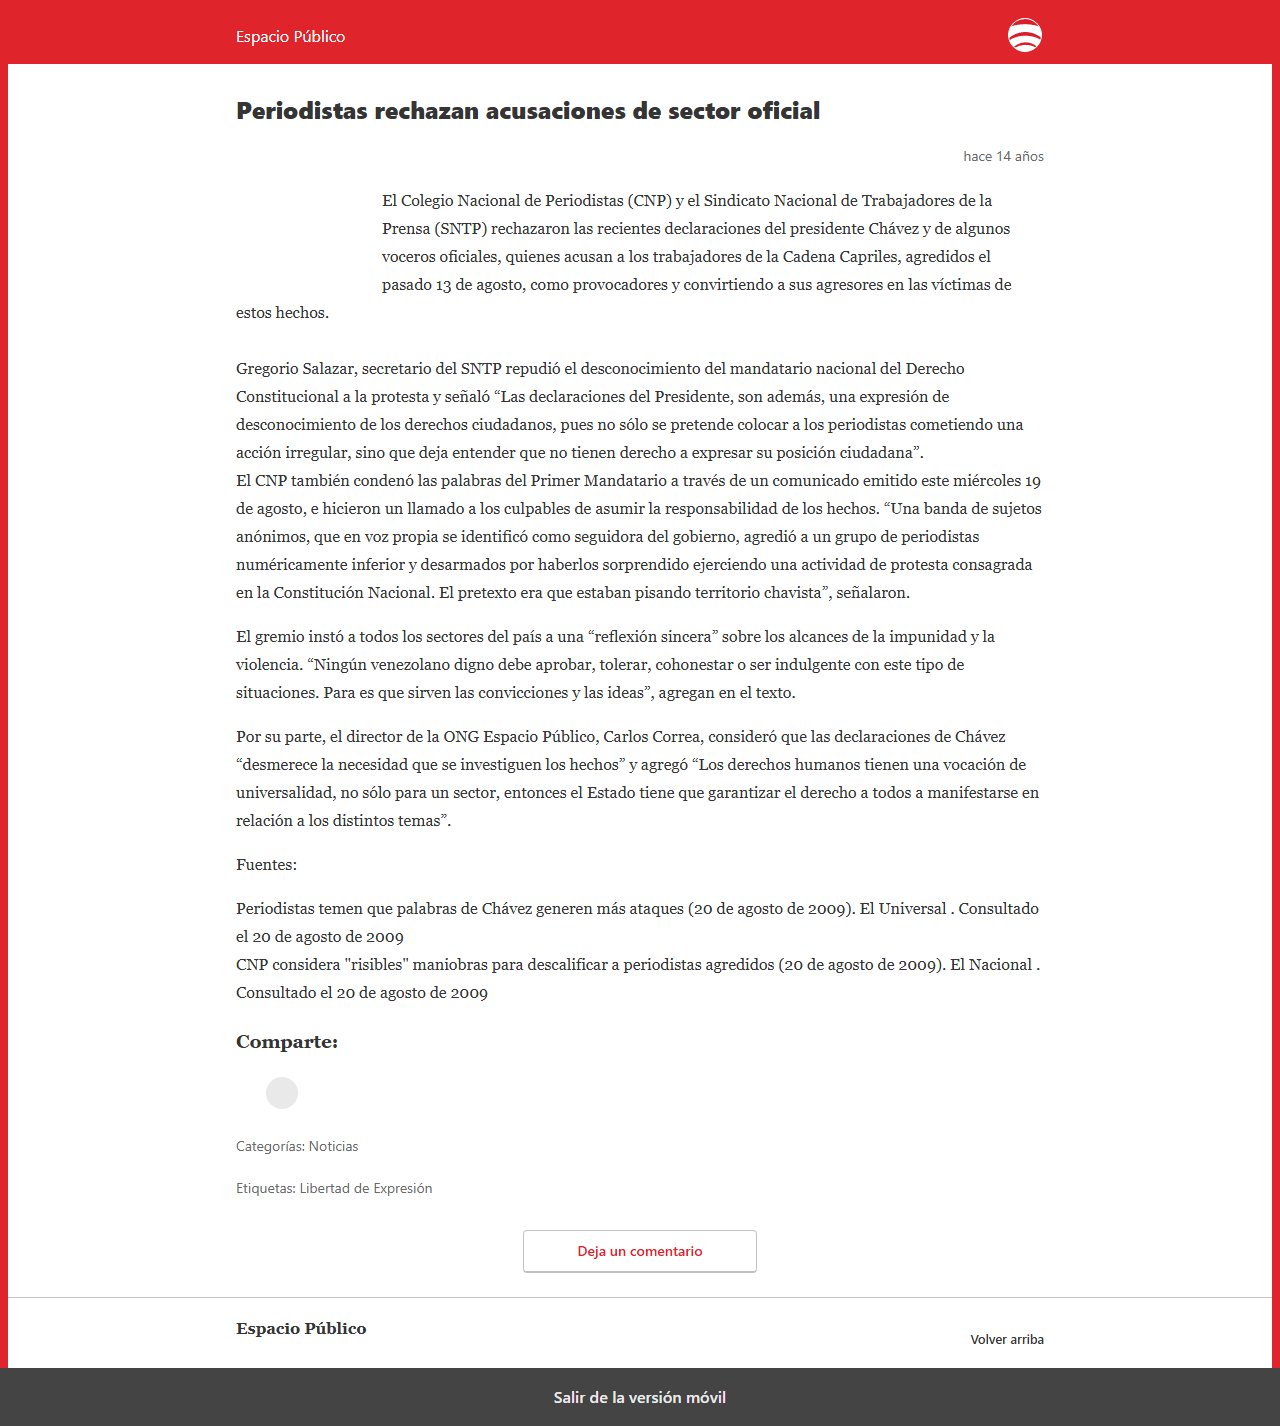 Espacio Público
Periodistas rechazan acusaciones de sector oficial
hace 14 años
El Colegio Nacional de Periodistas (CNP) y el Sindicato Nacional de Trabajadores de la
Prensa (SNTP) rechazaron las recientes declaraciones del presidente Chávez y de algunos
voceros oficiales, quienes acusan a los trabajadores de la Cadena Capriles, agredidos el
pasado 13 de agosto, como provocadores y convirtiendo a sus agresores en las víctimas de
estos hechos.
Gregorio Salazar, secretario del SNTP repudió el desconocimiento del mandatario nacional del Derecho
Constitucional a la protesta y señaló “Las declaraciones del Presidente, son además, una expresión de
desconocimiento de los derechos ciudadanos, pues no sólo se pretende colocar a los periodistas cometiendo una
acción irregular, sino que deja entender que no tienen derecho a expresar su posición ciudadana”.
El CNP también condenó las palabras del Primer Mandatario a través de un comunicado emitido este miércoles 19
de agosto, e hicieron un llamado a los culpables de asumir la responsabilidad de los hechos. “Una banda de sujetos
anónimos, que en voz propia se identificó como seguidora del gobierno, agredió a un grupo de periodistas
numéricamente inferior y desarmados por haberlos sorprendido ejerciendo una actividad de protesta consagrada
en la Constitución Nacional. El pretexto era que estaban pisando territorio chavista”, señalaron.
El gremio instó a todos los sectores del país a una “reflexión sincera” sobre los alcances de la impunidad y la
violencia. “Ningún venezolano digno debe aprobar, tolerar, cohonestar o ser indulgente con este tipo de
situaciones. Para es que sirven las convicciones y las ideas”, agregan en el texto.
Por su parte, el director de la ONG Espacio Público, Carlos Correa, consideró que las declaraciones de Chávez
“desmerece la necesidad que se investiguen los hechos” y agregó “Los derechos humanos tienen una vocación de
universalidad, no sólo para un sector, entonces el Estado tiene que garantizar el derecho a todos a manifestarse en
relación a los distintos temas”.
Fuentes:
Periodistas temen que palabras de Chávez generen más ataques (20 de agosto de 2009). El Universal . Consultado
el 20 de agosto de 2009
CNP considera "risibles" maniobras para descalificar a periodistas agredidos (20 de agosto de 2009). El Nacional .
Consultado el 20 de agosto de 2009
Comparte:
Categorías: Noticias
Etiquetas: Libertad de Expresión
Deja un comentario
Espacio Público
Volver arriba
Salir de la versión móvil